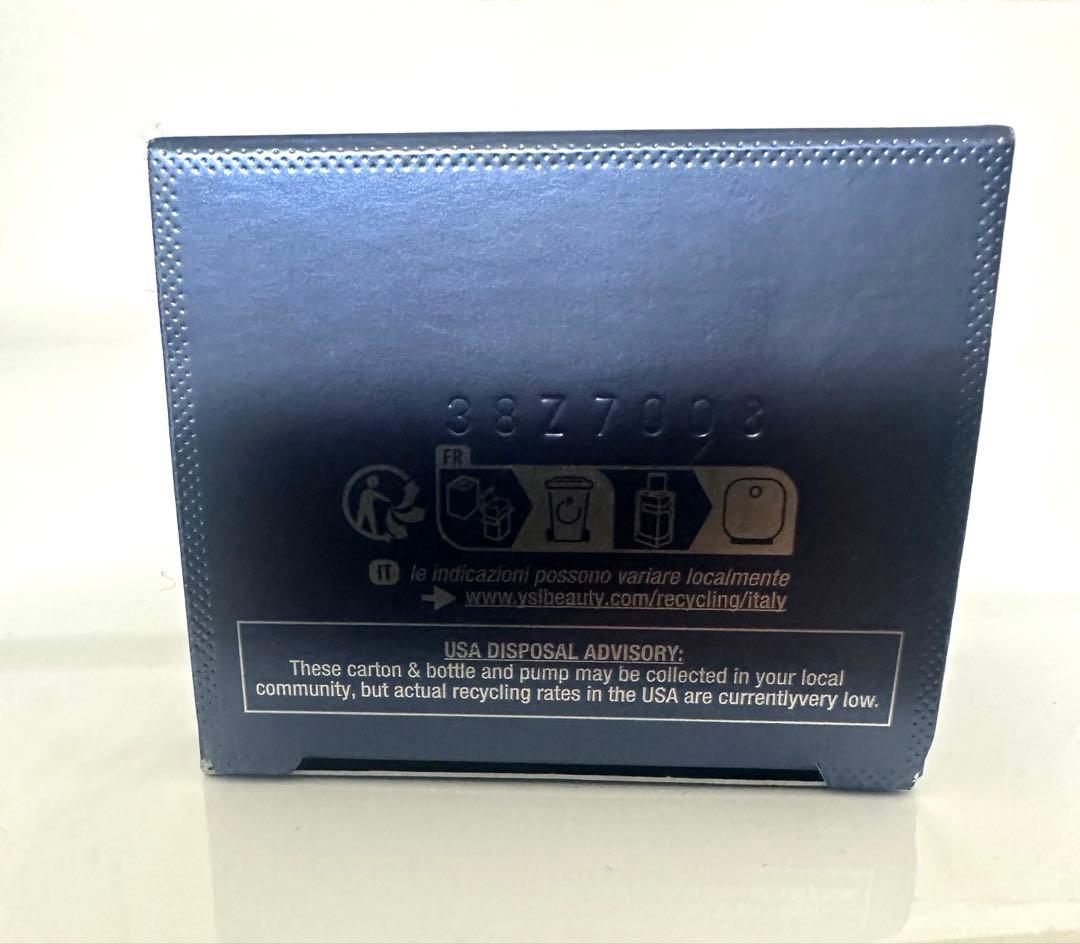 38Z7003
FR
IT le indicazioni possono variare localmente
www.yslbeauty.com/recycling/italy
USA DISPOSAL ADVISORY:
These carton & bottle and pump may be collected in your local
community, but actual recycling rates in the USA are currentlyvery low.